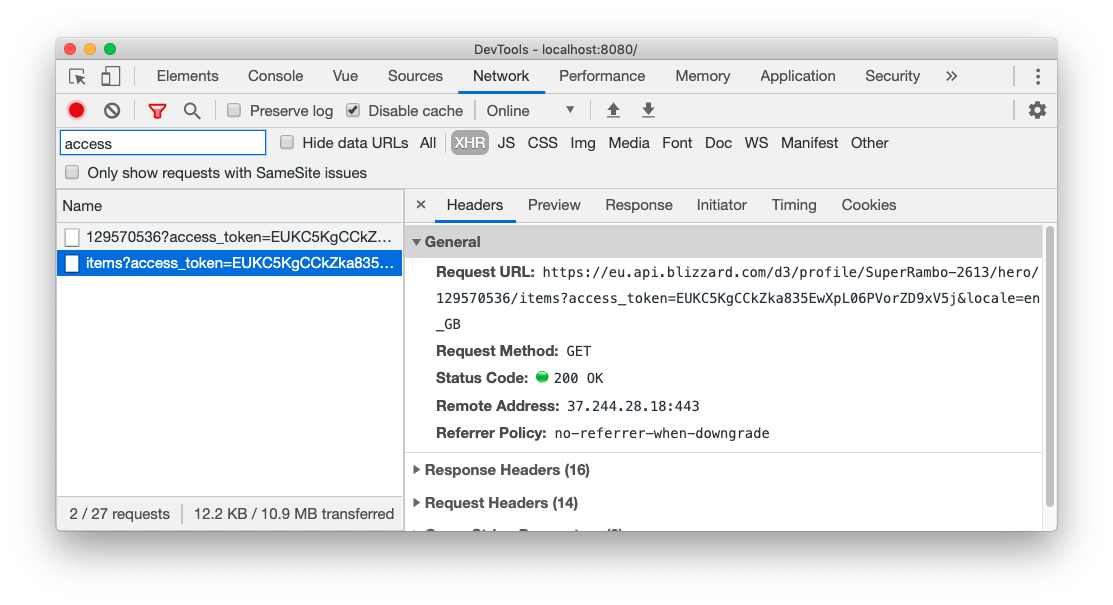 DevTools - localhost:8080/
Elements Console Vue Sources Network Performance Memory Application Security »
Preserve log Disable cache Online
access Hide data URLs All XHR JS CSS Img Media Font Doc WS Manifest Other
Only show requests with SameSite issues
Name
× Headers Preview Response Initiator Timing Cookies
129570536?access_token=EUKC5KgCCkZ...
items?access_token=EUKC5KgCCkZka835...
General
Request URL: https://eu.api.blizzard.com/d3/profile/SuperRambo-2613/hero/
129570536/items?access_token=EUKC5KgCCkZka835EwXpL06PVorZD9xV5j&locale=en
_GB
Request Method: GET
Status Code: 200 OK
Remote Address: 37.244.28.18:443
Referrer Policy: no-referrer-when-downgrade
Response Headers (16)
Request Headers (14)
2 / 27 requests 12.2 KB / 10.9 MB transferred